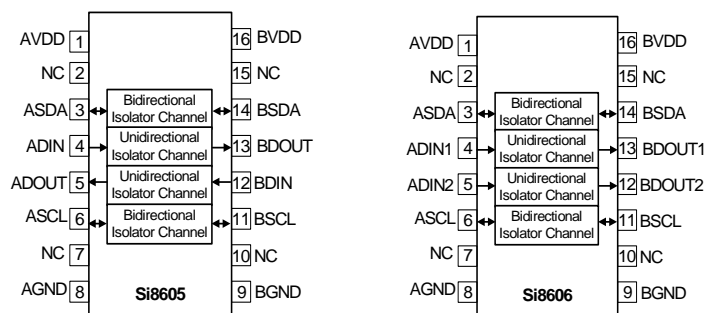 AVDD 1 16 BVDD
NC 2 15 NC
ASDA 3 Bidirectional Isolator Channel 14 BSDA
ADIN 4 Unidirectional Isolator Channel 13 BDOUT
ADOUT 5 Unidirectional Isolator Channel 12 BDIN
ASCL 6 Bidirectional Isolator Channel 11 BSCL
NC 7 10 NC
AGND 8 Si8605 9 BGND
AVDD 1 16 BVDD
NC 2 15 NC
ASDA 3 Bidirectional Isolator Channel 14 BSDA
ADIN1 4 Unidirectional Isolator Channel 13 BDOUT1
ADIN2 5 Unidirectional Isolator Channel 12 BDOUT2
ASCL 6 Bidirectional Isolator Channel 11 BSCL
NC 7 10 NC
AGND 8 Si8606 9 BGND